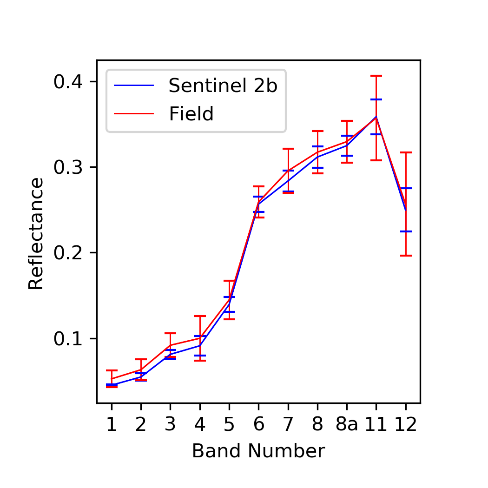 Sentinel 2b
Field
0.4
0.3
0.2
0.1
Reflectance
1 2 3 4 5 6 7 8 8a 11 12
Band Number